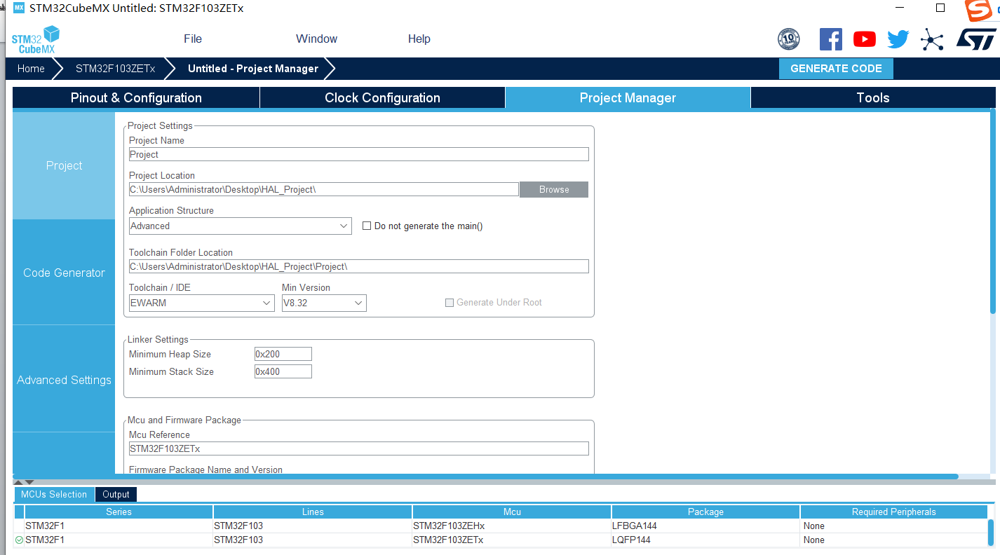 MX STM32CubeMX Untitled: STM32F103ZETx
STM32 CubeMX
File Window Help
10
Home STM32F103ZETx Untitled - Project Manager GENERATE CODE
Pinout & Configuration Clock Configuration Project Manager Tools
Project
Code Generator
Advanced Settings
Project Settings
Project Name
Project
Project Location
C:\Users\Administrator\Desktop\HAL_Project\ Browse
Application Structure
Advanced Do not generate the main()
Toolchain Folder Location
C:\Users\Administrator\Desktop\HAL_Project\Project\
Toolchain / IDE Min Version
EWARM V8.32 Generate Under Root
Linker Settings
Minimum Heap Size 0x200
Minimum Stack Size 0x400
Mcu and Firmware Package
Mcu Reference
STM32F103ZETx
Firmware Package Name and Version
MCUs Selection Output
Series Lines Mcu Package Required Peripherals
STM32F1 STM32F103 STM32F103ZEHx LFBGA144 None
STM32F1 STM32F103 STM32F103ZETx LQFP144 None